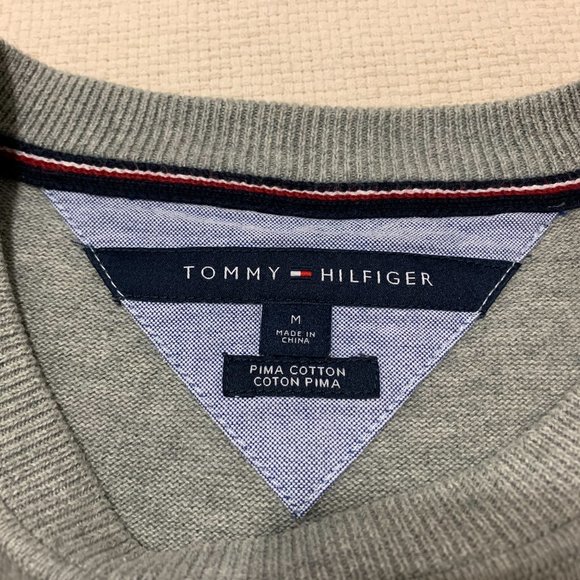 TOMMY HILFIGER
M
MADE IN
CHINA
PIMA COTTON
COTON PIMA